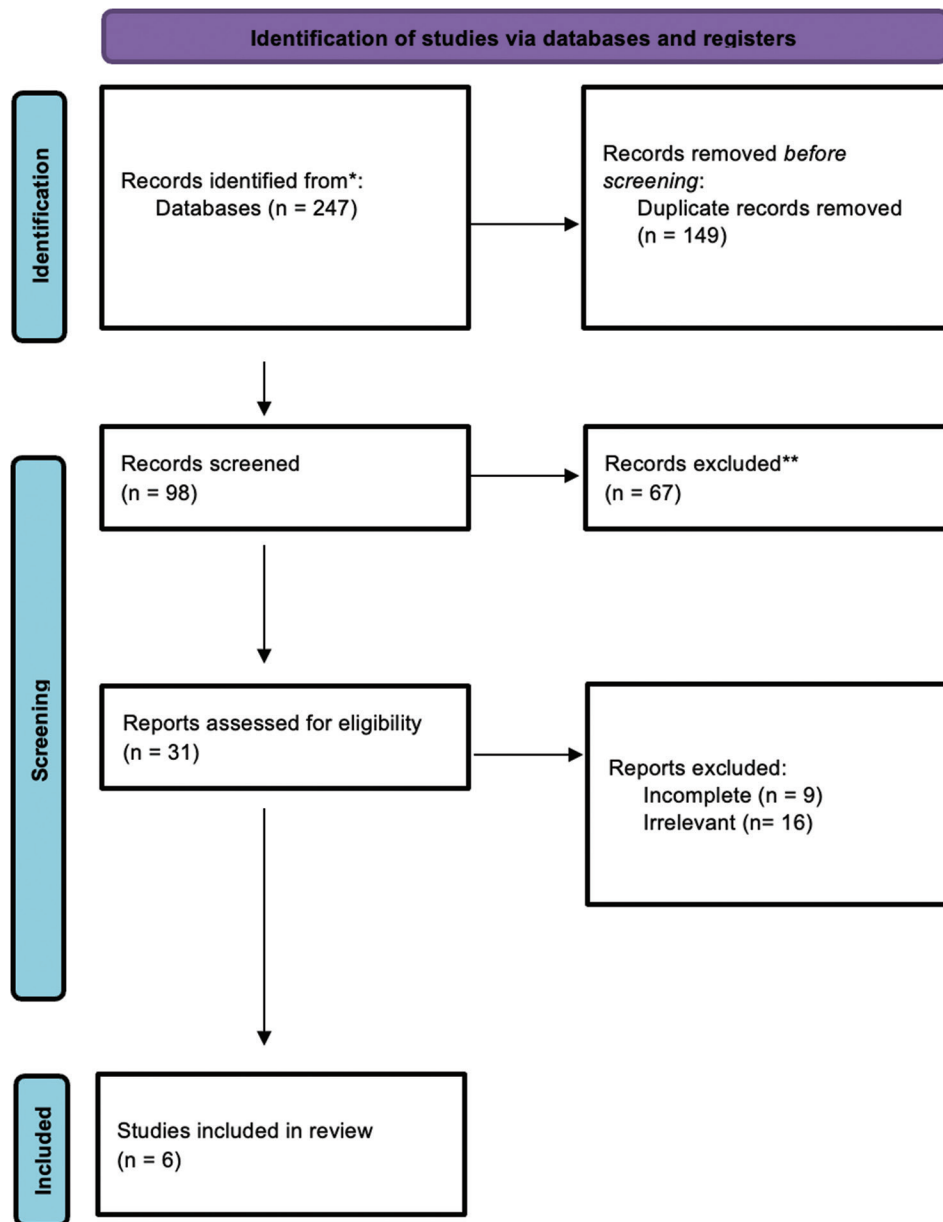 Identification of studies via databases and registers
Identification
Records identified from*:
Databases (n = 247)
Records removed before
screening:
Duplicate records removed
(n = 149)
Screening
Records screened
(n = 98)
Records excluded**
(n = 67)
Reports assessed for eligibility
(n = 31)
Reports excluded:
Incomplete (n = 9)
Irrelevant (n= 16)
Included
Studies included in review
(n = 6)